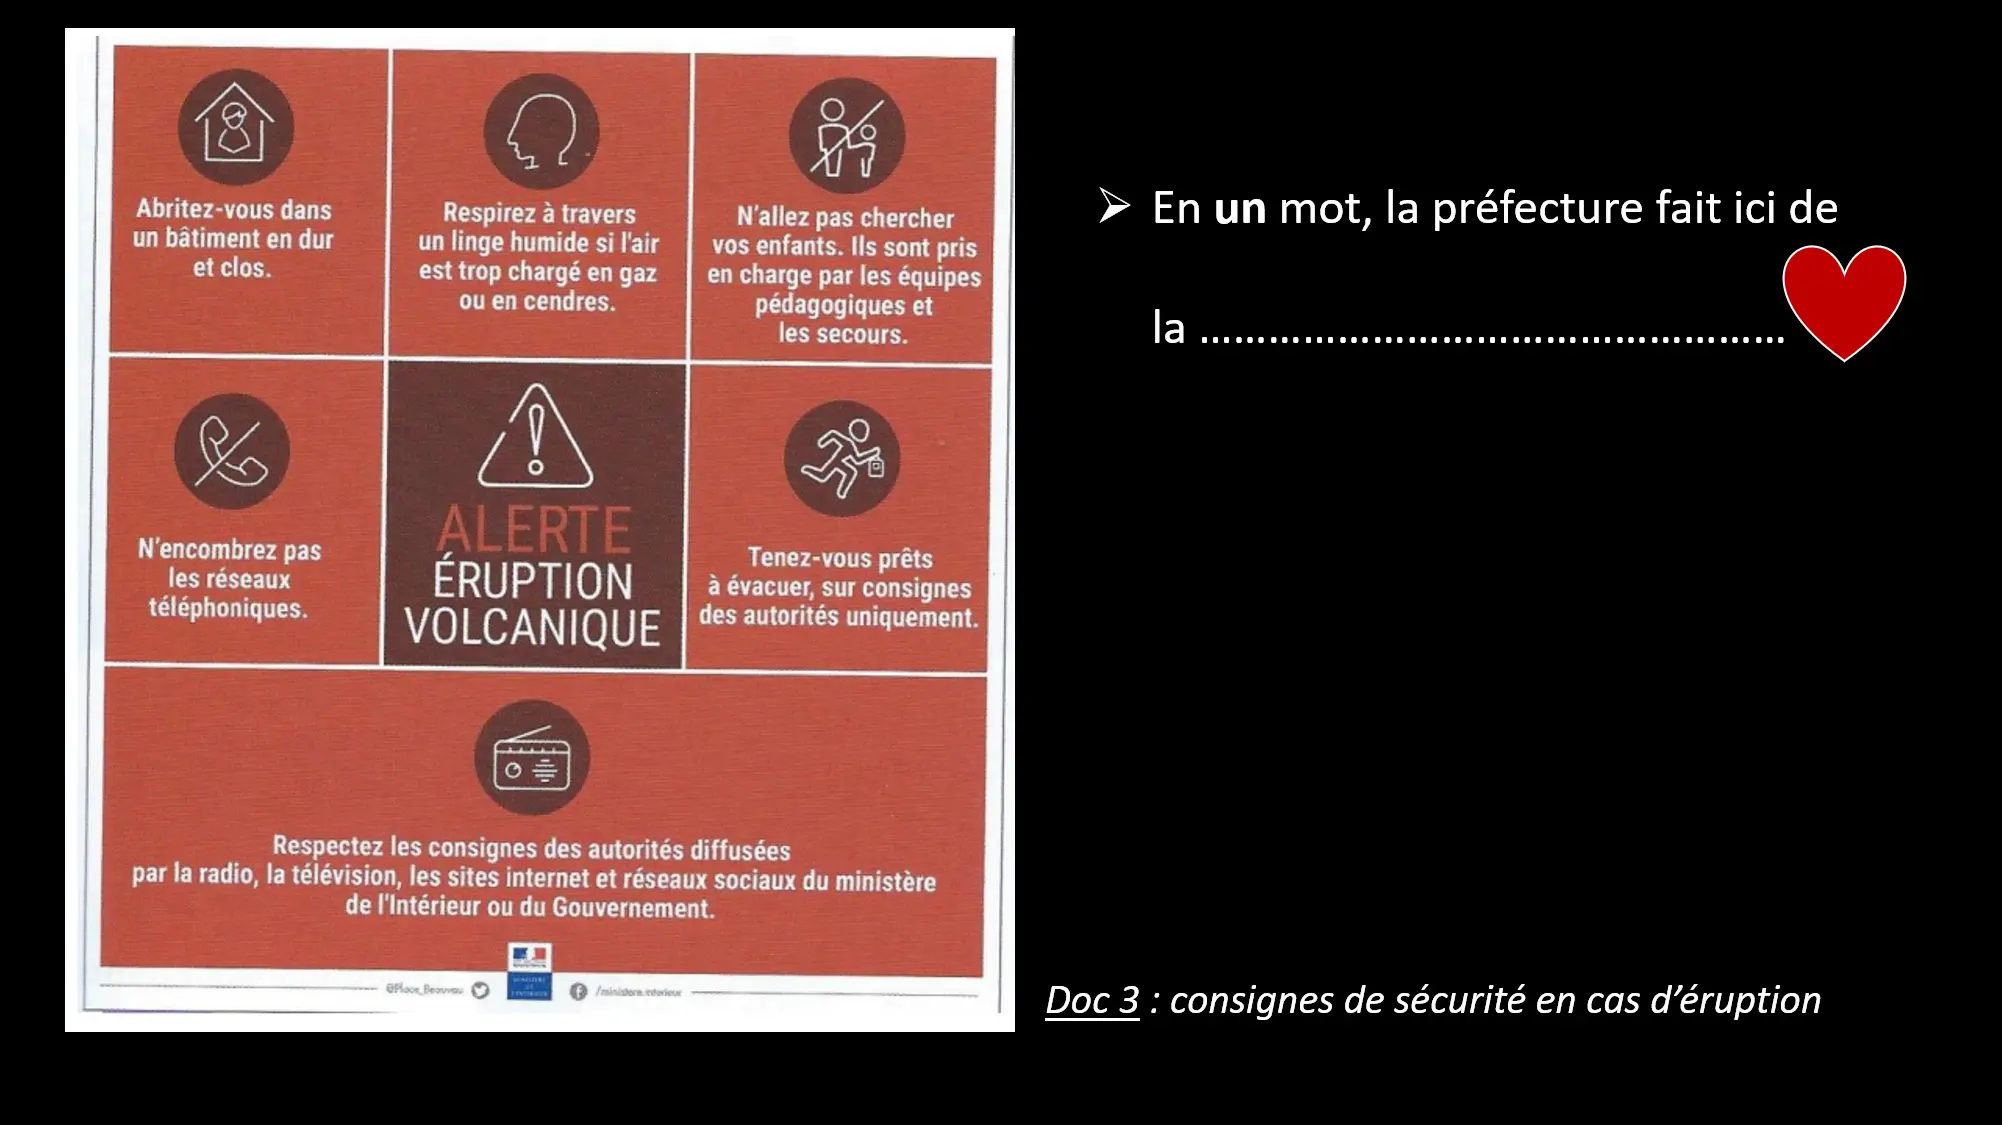 Abritez-vous dans
un bâtiment en dur
et clos.
Respirez à travers
un linge humide si l'air
est trop chargé en gaz
ou en cendres.
N'allez pas chercher
vos enfants. Ils sont pris
en charge par les équipes
pédagogiques et
les secours.
N'encombrez pas
les réseaux
téléphoniques.
ALERTE
ÉRUPTION
VOLCANIQUE
Tenez-vous prêts
à évacuer, sur consignes
des autorités uniquement.
Respectez les consignes des autorités diffusées
par la radio, la télévision, les sites internet et réseaux sociaux du ministère
de l'Intérieur ou du Gouvernement.
@Place_Beauvau
/ministere.interieur
➢ En un mot, la préfecture fait ici de
la .......................................................
Doc 3 : consignes de sécurité en cas d'éruption